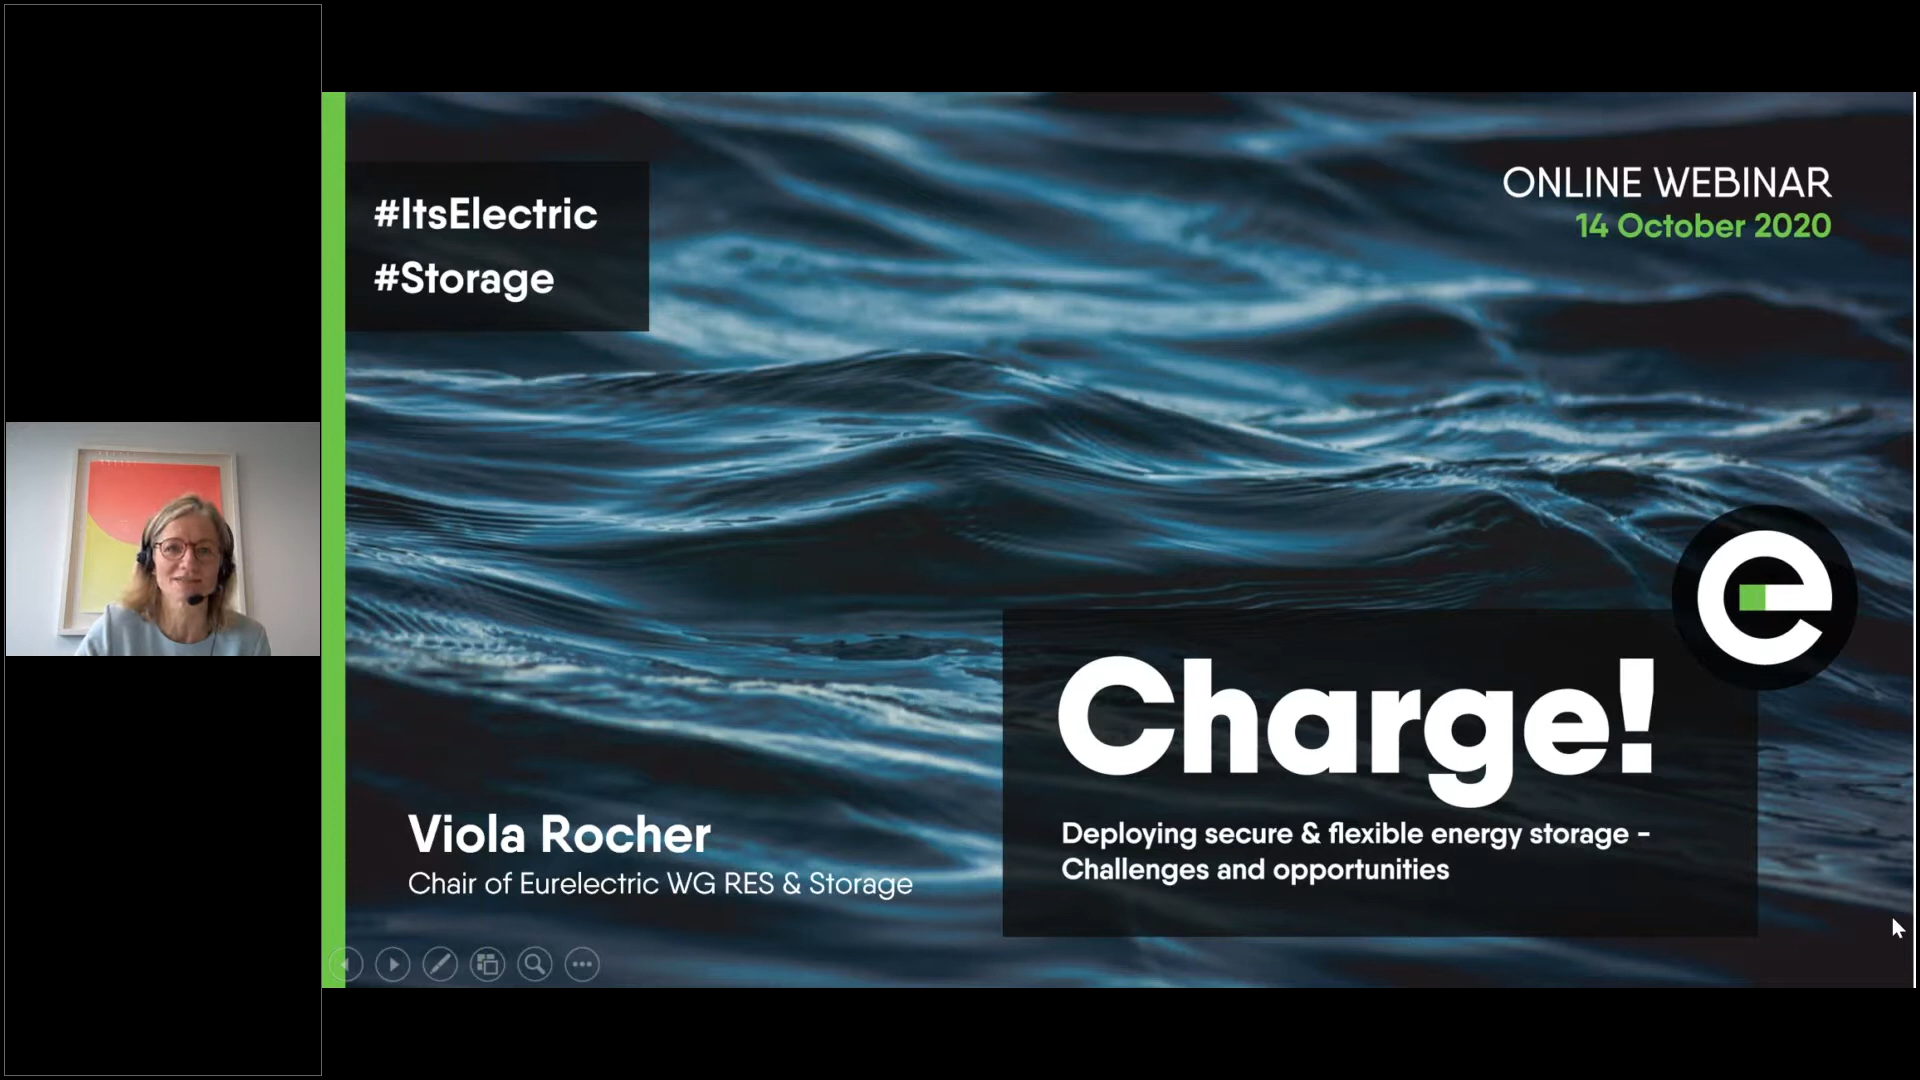 #ItsElectric
#Storage
ONLINE WEBINAR
14 October 2020
e
Charge!
Deploying secure & flexible energy storage –
Challenges and opportunities
Viola Rocher
Chair of Eurelectric WG RES & Storage